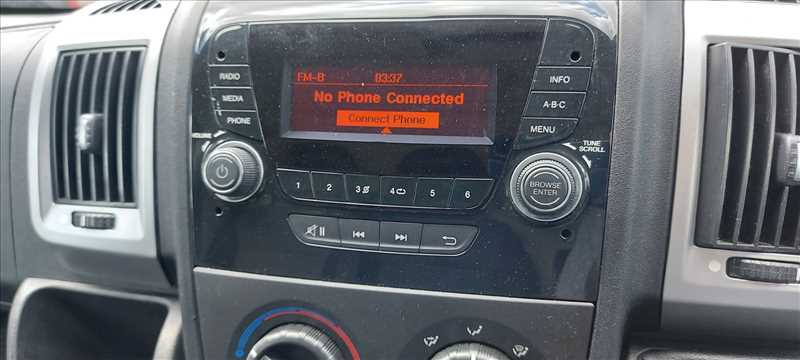 FM-B 03:37
No Phone Connected
Connect Phone
RADIO
MEDIA
PHONE
INFO
A-B-C
MENU
VOLUME
TUNE
SCROLL
BROWSE
ENTER
1 2 3 4 5 6